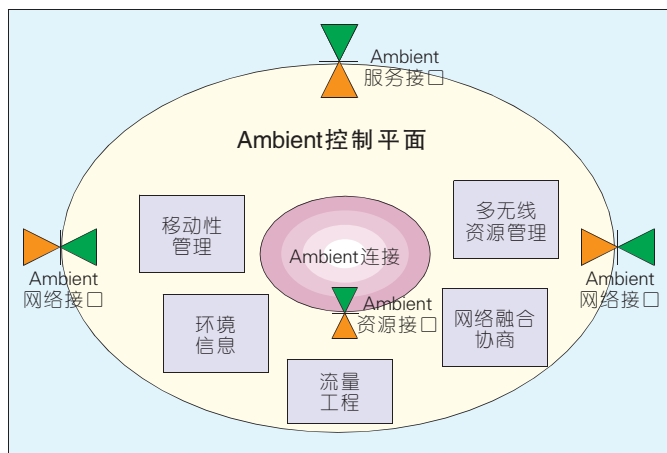 Ambient
服务接口
Ambient控制平面
移动性
管理
多无线
资源管理
Ambient连接
Ambient
网络接口
Ambient
网络接口
Ambient
资源接口
环境
信息
网络融合
协商
流量
工程